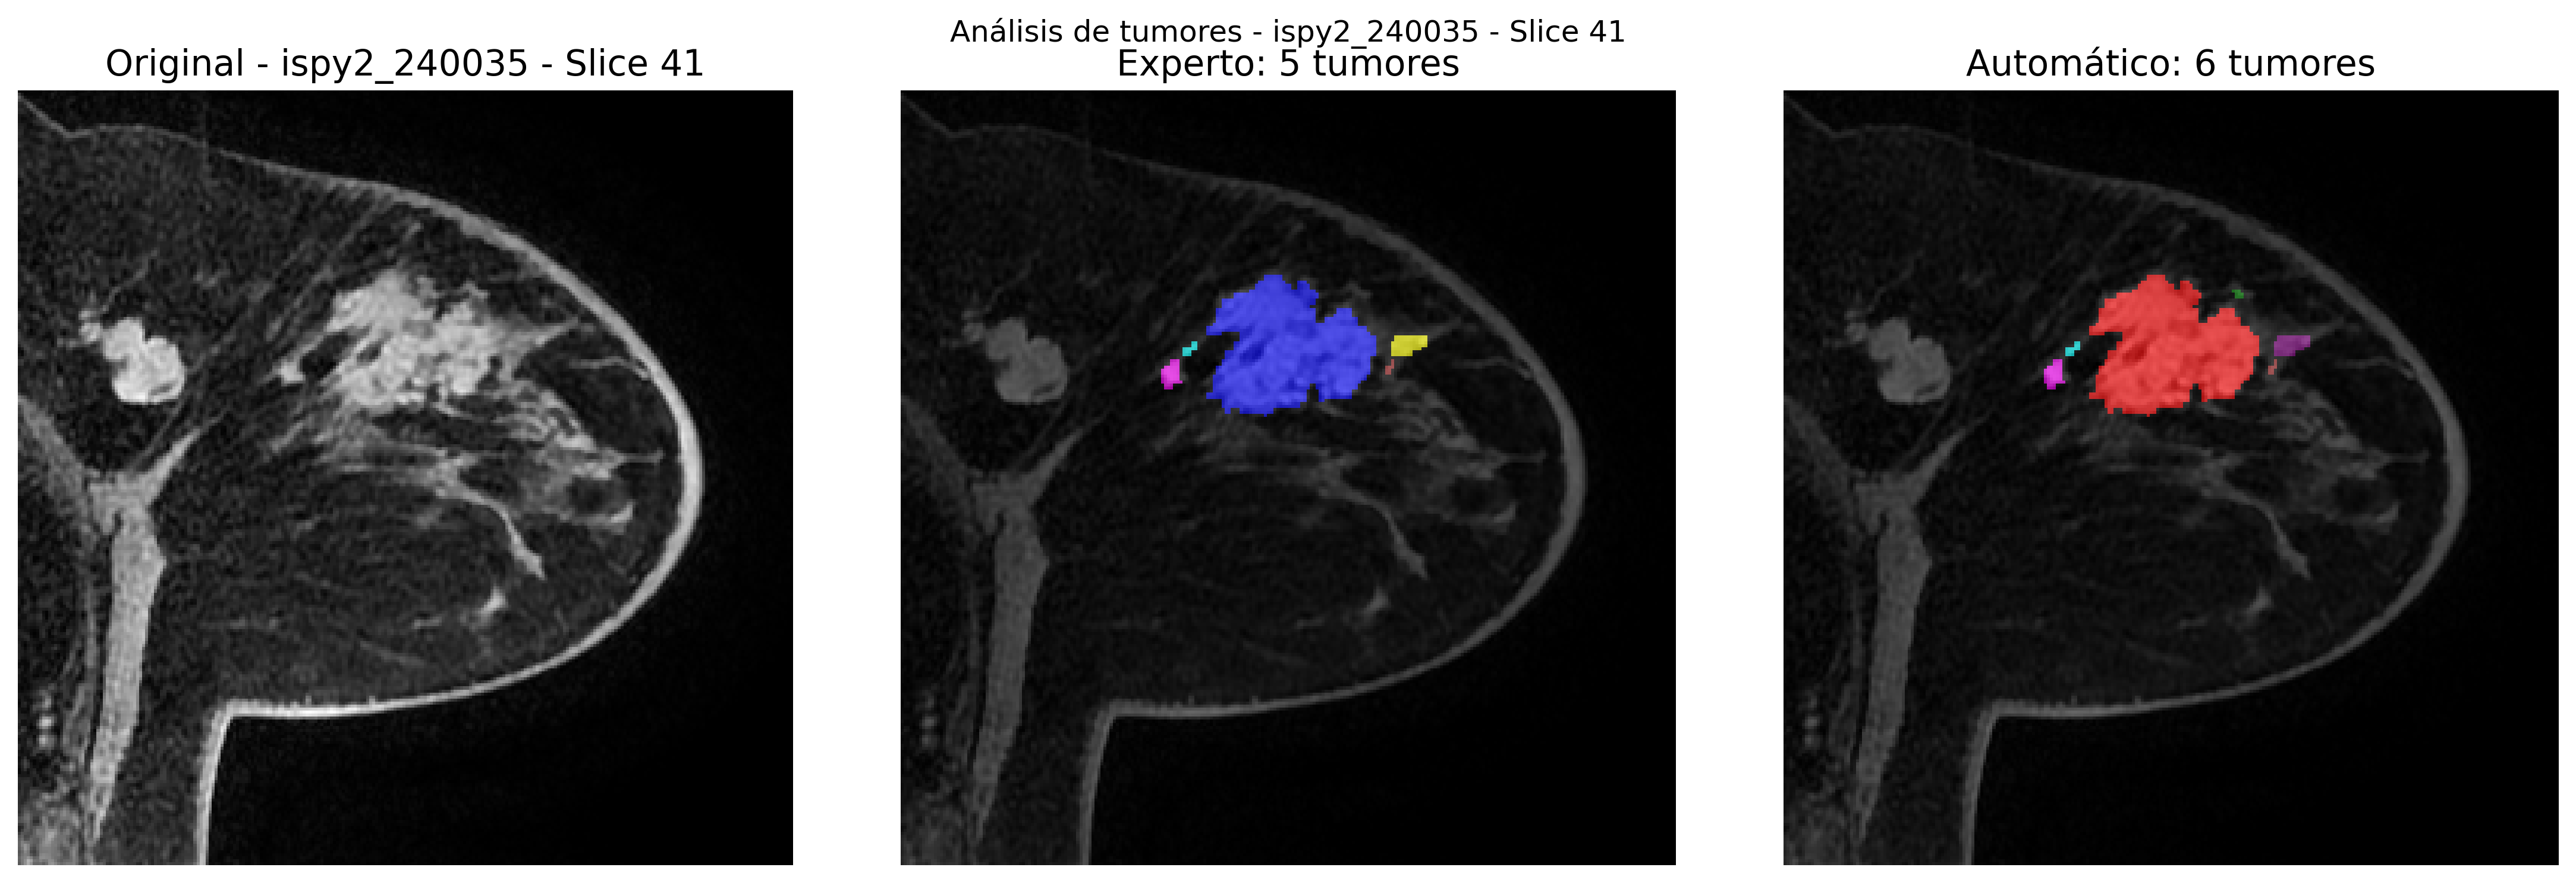 Análisis de tumores - ispy2_240035 - Slice 41
Original - ispy2_240035 - Slice 41
Experto: 5 tumores
Automático: 6 tumores